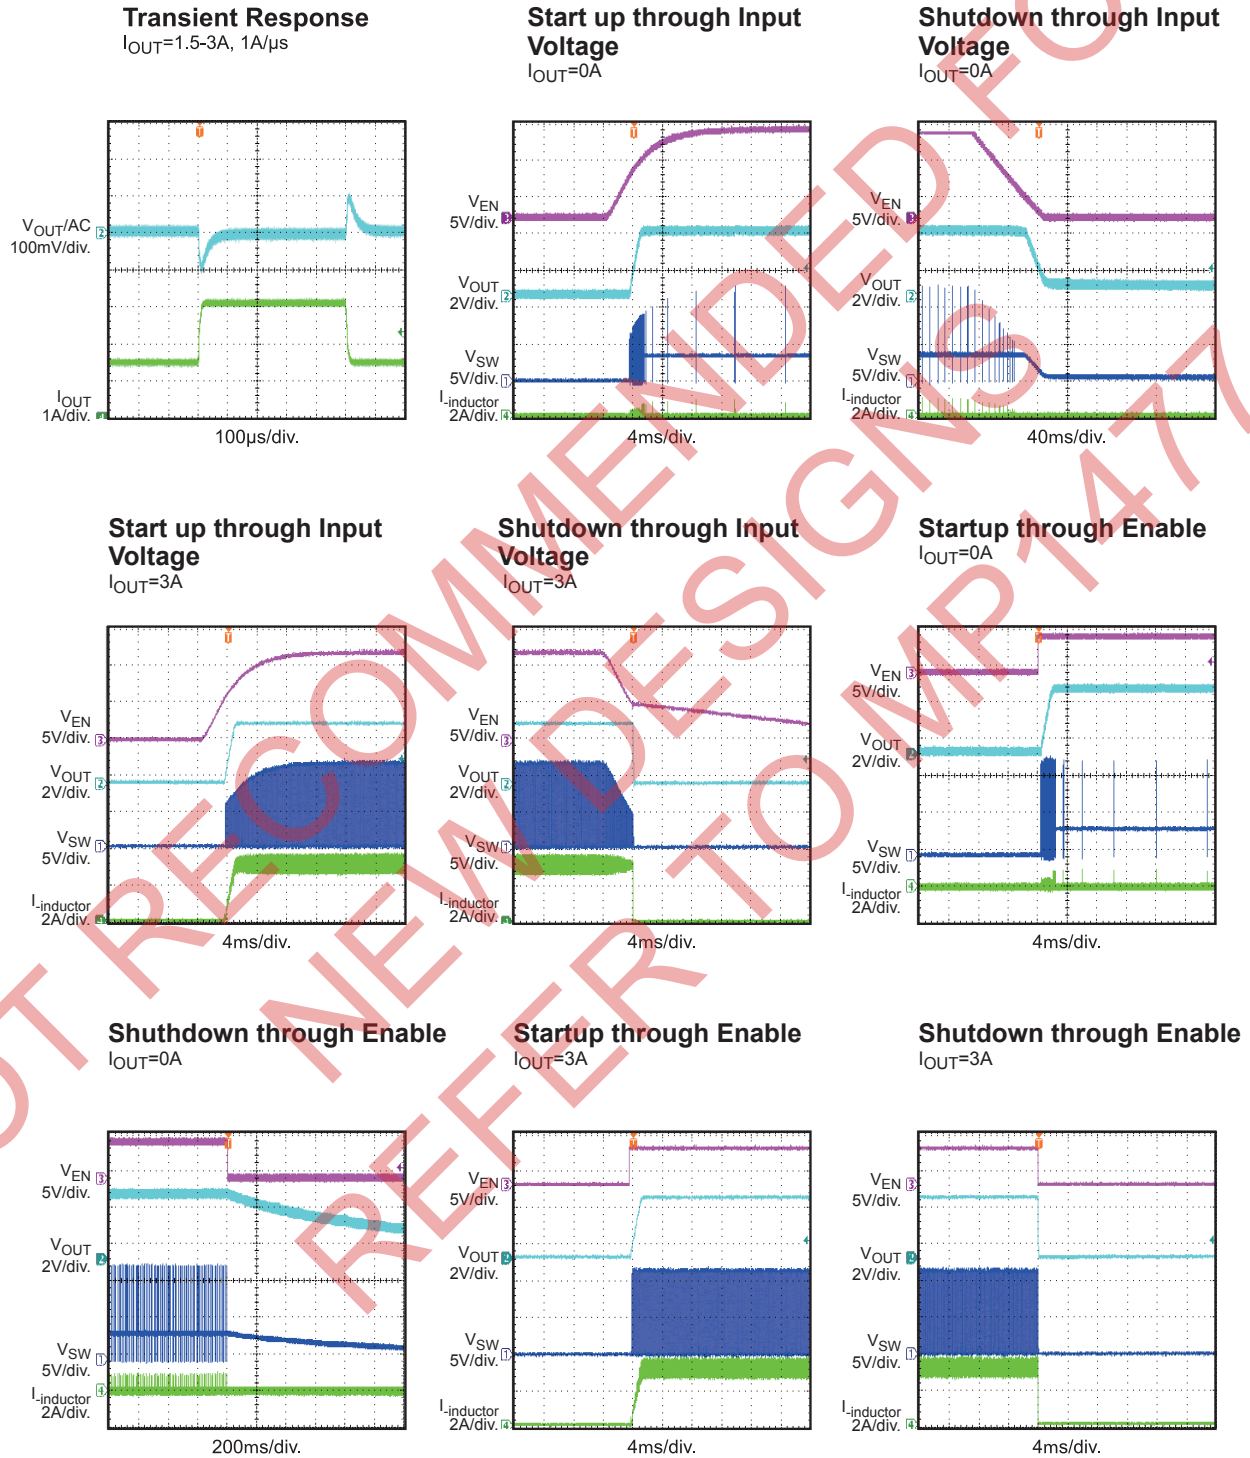 Transient Response
IOUT=1.5-3A, 1A/µs
VOUT/AC
100mV/div.
IOUT
1A/div.
100µs/div.
Start up through Input
Voltage
IOUT=0A
VEN
5V/div.
VOUT
2V/div.
VSW
5V/div.
I-inductor
2A/div.
4ms/div.
Shutdown through Input
Voltage
IOUT=0A
VEN
5V/div.
VOUT
2V/div.
VSW
5V/div.
I-inductor
2A/div.
40ms/div.
Start up through Input
Voltage
IOUT=3A
VEN
5V/div.
VOUT
2V/div.
VSW
5V/div.
I-inductor
2A/div.
4ms/div.
Shutdown through Input
Voltage
IOUT=3A
VEN
5V/div.
VOUT
2V/div.
VSW
5V/div.
I-inductor
2A/div.
4ms/div.
Startup through Enable
IOUT=0A
VEN
5V/div.
VOUT
2V/div.
VSW
5V/div.
I-inductor
2A/div.
4ms/div.
Shuthdown through Enable
IOUT=0A
VEN
5V/div.
VOUT
2V/div.
VSW
5V/div.
I-inductor
2A/div.
200ms/div.
Startup through Enable
IOUT=3A
VEN
5V/div.
VOUT
2V/div.
VSW
5V/div.
I-inductor
2A/div.
4ms/div.
Shutdown through Enable
IOUT=3A
VEN
5V/div.
VOUT
2V/div.
VSW
5V/div.
I-inductor
2A/div.
4ms/div.
OT RECOMMENDED FO
NEW DESIGNS
REFER TO MP1477